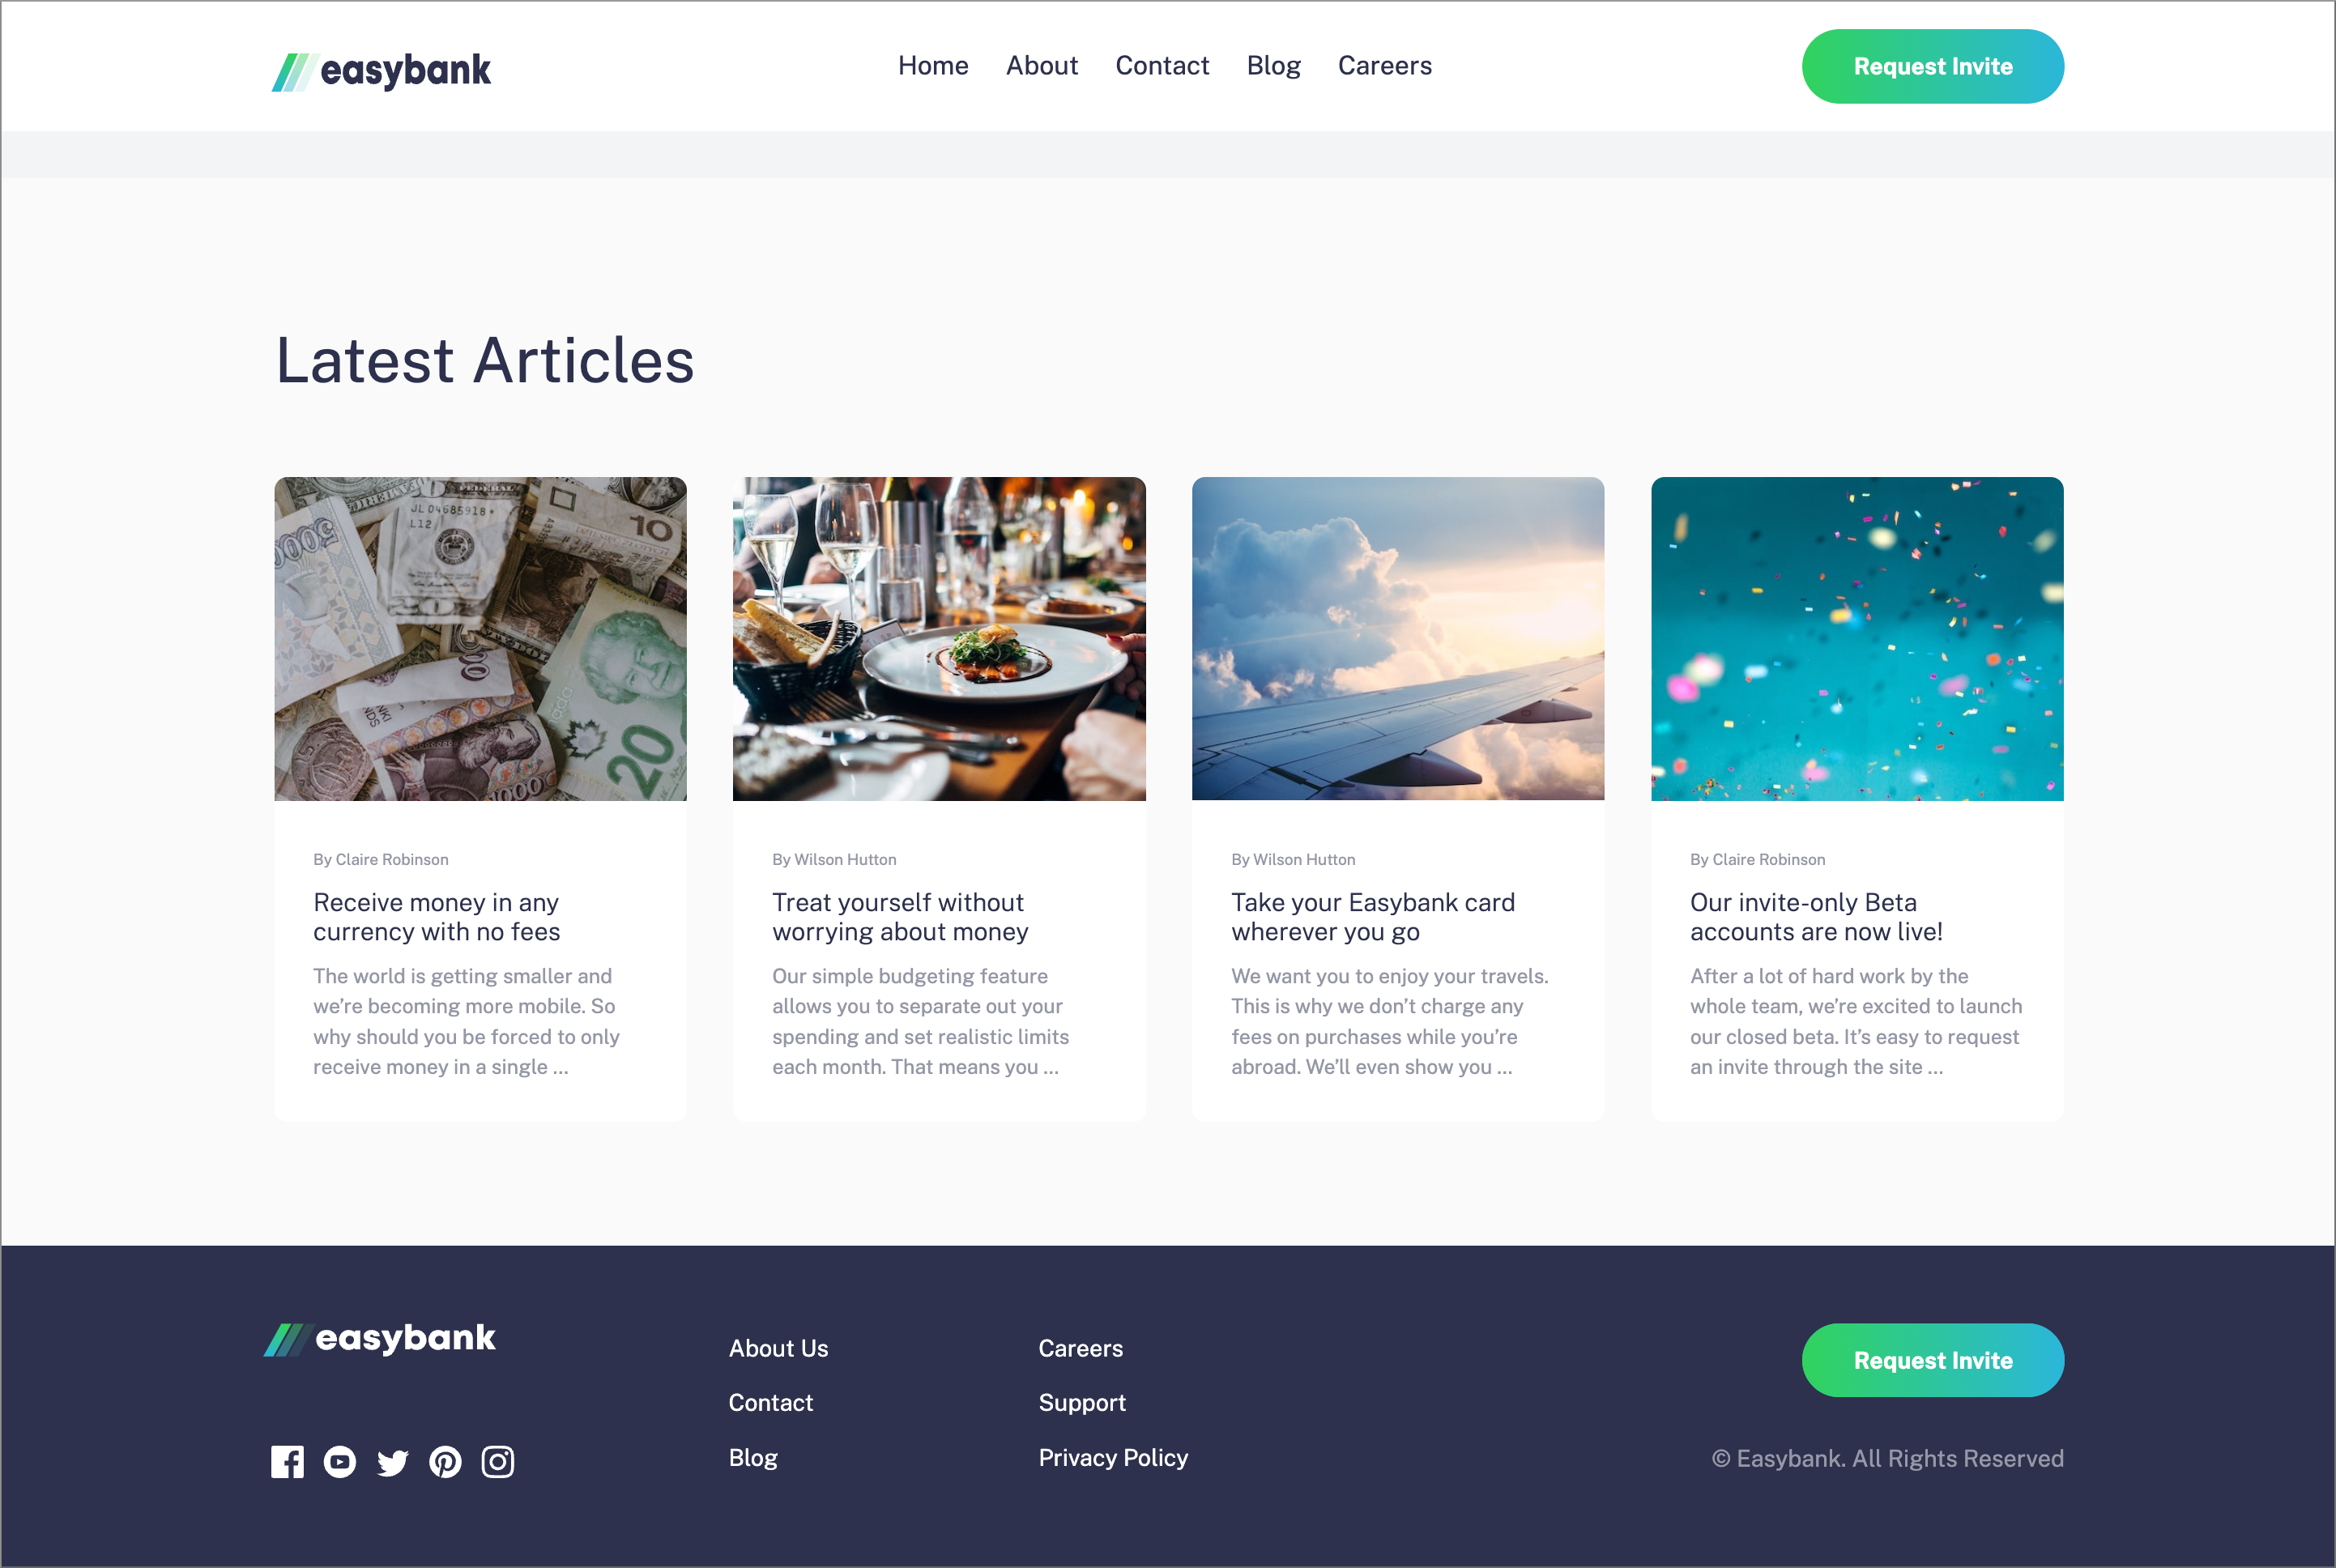 easybank
Home About Contact Blog Careers
Request Invite
Latest Articles
JL 04685918*
L12
10
20
5000
1000
20
By Claire Robinson
Receive money in any
currency with no fees
The world is getting smaller and
we’re becoming more mobile. So
why should you be forced to only
receive money in a single ...
By Wilson Hutton
Treat yourself without
worrying about money
Our simple budgeting feature
allows you to separate out your
spending and set realistic limits
each month. That means you ...
By Wilson Hutton
Take your Easybank card
wherever you go
We want you to enjoy your travels.
This is why we don’t charge any
fees on purchases while you’re
abroad. We’ll even show you ...
By Claire Robinson
Our invite-only Beta
accounts are now live!
After a lot of hard work by the
whole team, we’re excited to launch
our closed beta. It’s easy to request
an invite through the site ...
easybank
About Us
Contact
Blog
Careers
Support
Privacy Policy
Request Invite
© Easybank. All Rights Reserved